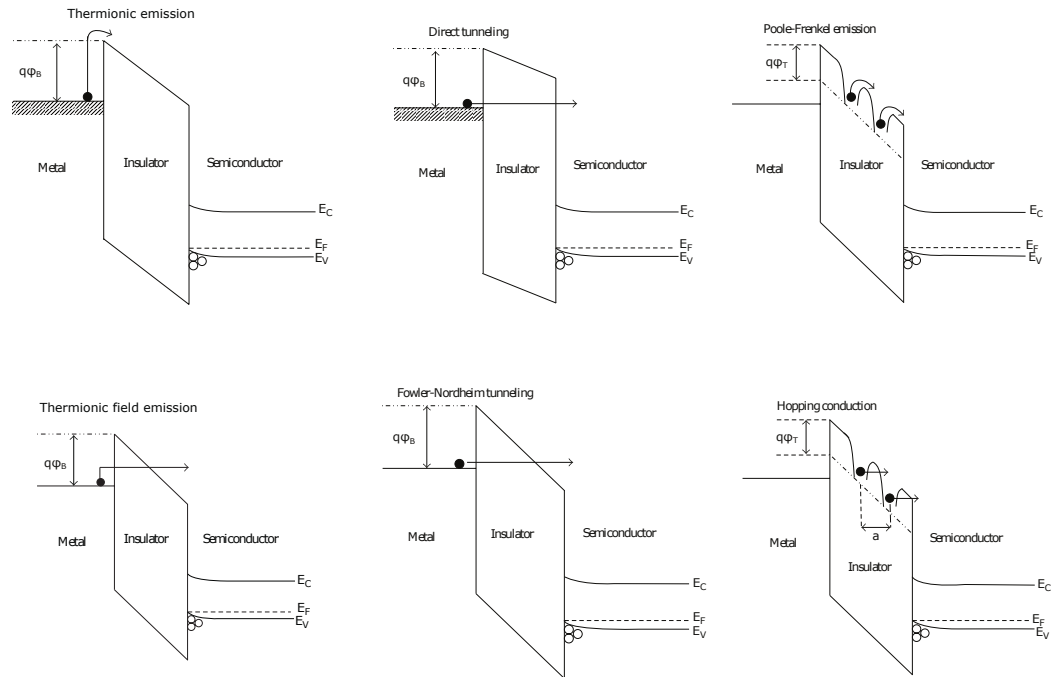 Thermionic emission
qφB
Metal
Insulator
Semiconductor
EC
EF
EV
Direct tunneling
qφB
Metal
Insulator
Semiconductor
EC
EF
EV
Poole-Frenkel emission
qφT
Metal
Insulator
Semiconductor
EC
EF
EV
Thermionic field emission
qφB
Metal
Insulator
Semiconductor
EC
EF
EV
Fowler-Nordheim tunneling
qφB
Metal
Insulator
Semiconductor
EC
EF
EV
Hopping conduction
qφT
a
Metal
Semiconductor
Insulator
EC
EF
EV